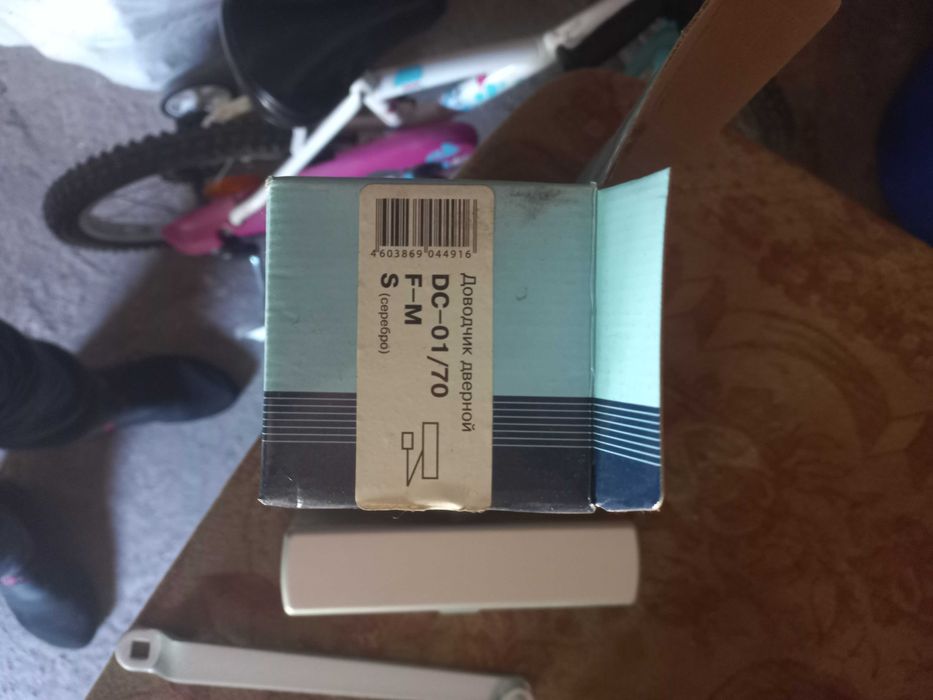 4603869 044916
Доводчик дверной
DC-01/70
F-M
S (серебро)